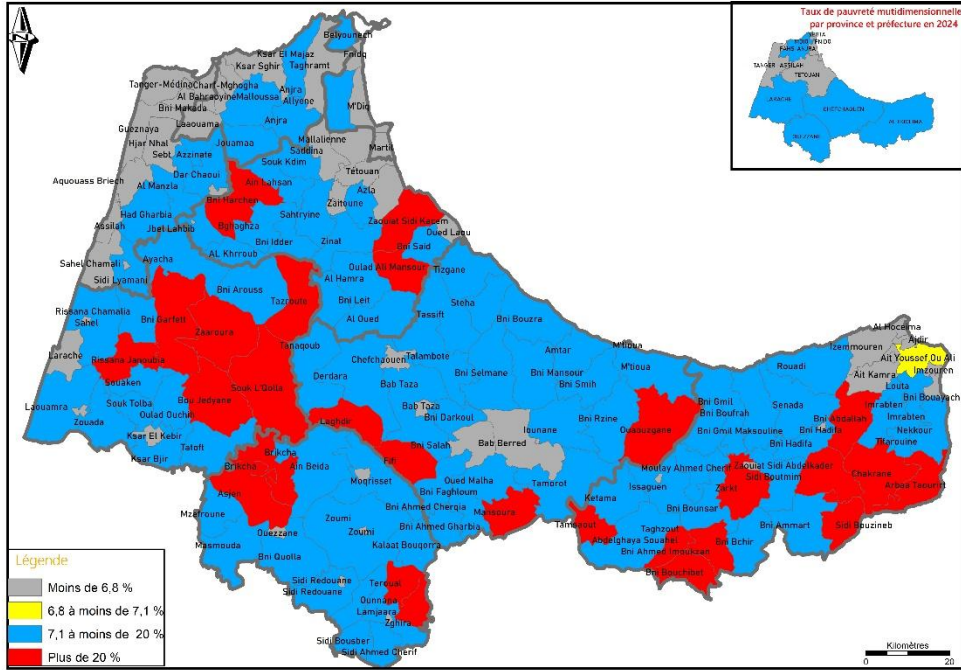 Taux de pauvreté mutidimensionnelle
par province et préfecture en 2024
FAHS ANJRA
TANGER ASSILAH
TETOUAN
LARACHE
CHEFCHAOUEN
AL HOCEIMA
OUEZZANE
Belyounech
Ksar El Majaz
Fnidq
Ksar Sghir
Taghramt
Tanger-Médina
Charf-Mghogha
Anjra
Al Bahraoyine
Malloussa
Allyene
M'Diq
Bni Makada
Laaouama
Anjra
Gueznaya
Mallalienne
Martil
Hjar Nhal
Jouamaa
Saddina
Sebt
Azzinate
Souk Kdim
Tétouan
Dar Chaoui
Aquouass Briech
Al Manzla
Ain Lahsan
Azla
Bni Harchen
Zaitoune
Zaouiat Sidi Kacem
Had Gharbia
Sahtryine
Assilah
Bghaghza
Oued Laou
Jbel Lahbib
Bni Idder
Zinat
Bni Said
AL Khrroub
Sahel Chamali
Ayacha
Oulad Ali Mansour
Tizgane
Sidi Lyamani
Al Hamra
Bni Arouss
Bni Leit
Steha
Tazroute
Rissana Chamalia
Bni Garfett
Al Oued
Tassift
Bni Bouzra
Sahel
Zaaroura
Al Hoceima
Tanaqoub
M'tioua
Izemmouren
Ajdir
Larache
Rissana Janoubia
Chefchaouen
Talambote
Amtar
Ait Youssef Ou Ali
Derdara
M'tioua
Rouadi
Imzouren
Souaken
Bni Selmane
Bni Mansour
Ait Kamra
Souk L'Qolla
Bab Taza
Bni Smih
Louta
Bou Jedyane
Bni Bouayach
Souk Tolba
Bni Gmil
Senada
Imrabten
Laouamra
Oulad Ouchih
Bab Taza
Bni Rzine
Bni Boufrah
Bni Abdallah
Zouada
Laghdir
Bni Darkoul
Imrabten
Iounane
Ouaouzgane
Bni Gmil Maksouline
Bni Hadifa
Nekkour
Ksar El Kebir
Bni Salah
Bab Berred
Bni Hadifa
Tifarouine
Tatoft
Brikcha
Ksar Bjir
Fifi
Moulay Ahmed Cherif
Zaouiat Sidi Abdelkader
Brikcha
Ain Beida
Moqrisset
Oued Malha
Tamorot
Issaguen
Sidi Boutmim
Chakrane
Asjen
Bni Faghloum
Ketama
Zarkt
Arbaa Taourirt
Mzefroune
Bni Ahmed Cherqia
Mansoura
Bni Bounsar
Zoumi
Tamsaout
Sidi Bouzineb
Ouezzane
Bni Ahmed Gharbia
Taghzout
Bni Ammart
Masmouda
Zoumi
Abdelghaya Souahel
Bni Bchir
Bni Quolla
Kalaat Bouqorra
Bni Ahmed Imoukzan
Sidi Redouane
Bni Bouchibet
Teroual
Sidi Redouane
Ounnana
Lamjaara
Zghira
Sidi Bousber
Sidi Ahmed Cherif
Légende
Moins de 6,8 %
6,8 à moins de 7,1 %
7,1 à moins de 20 %
Plus de 20 %
Kilomètres
0 20